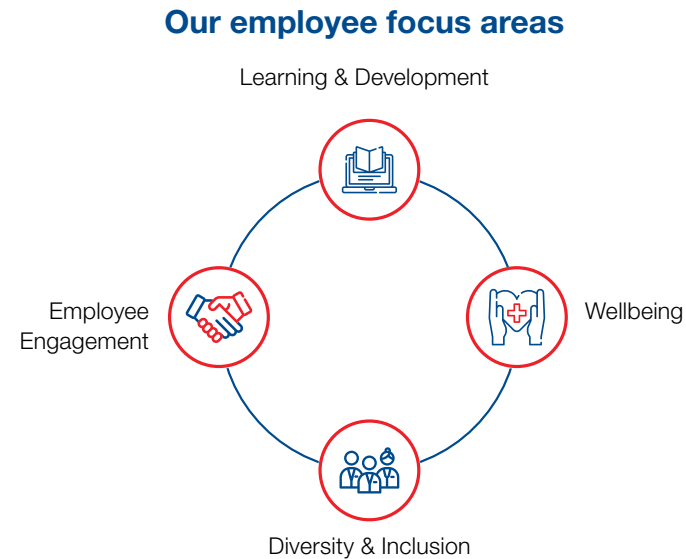 Our employee focus areas
Learning & Development
Employee
Engagement
Wellbeing
Diversity & Inclusion